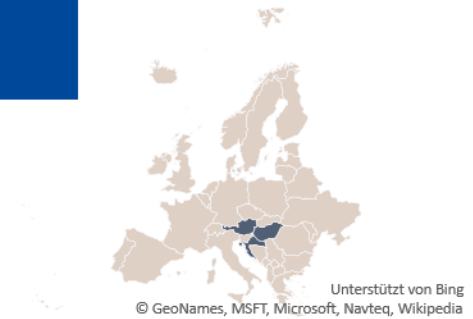 Unterstützt von Bing
© GeoNames, MSFT, Microsoft, Navteq, Wikipedia